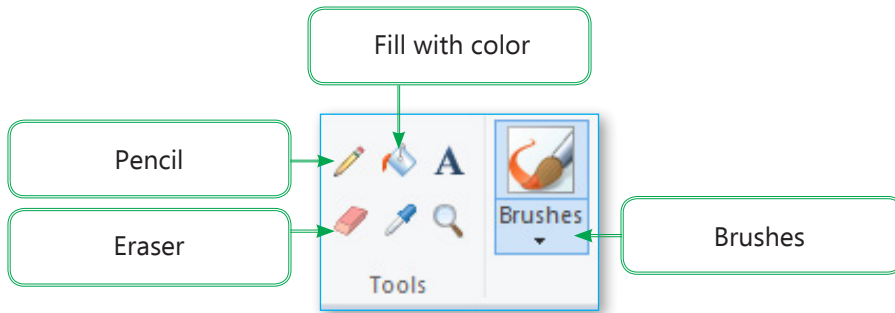 Fill with color
Pencil
A
Eraser
Brushes
Brushes
Tools